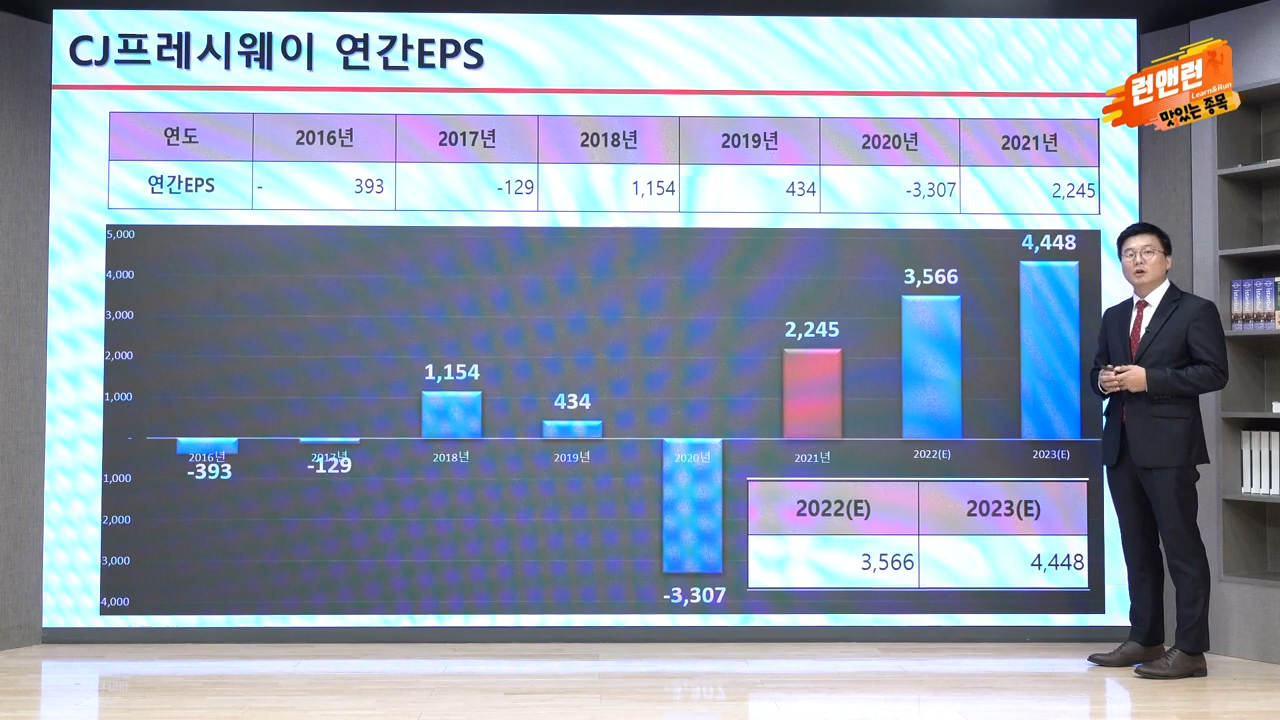 CJ프레시웨이 연간EPS
런앤런
Learn&Run
맛있는 종목
연도 2016년 2017년 2018년 2019년 2020년 2021년
연간EPS - 393 -129 1,154 434 -3,307 2,245
5,000
4,000
3,000
2,000
1,000
-
1,000
2,000
3,000
4,000
-393 -129 1,154 434 -3,307 2,245 3,566 4,448
2016년 2017년 2018년 2019년 2020년 2021년 2022(E) 2023(E)
2022(E) 2023(E)
3,566 4,448